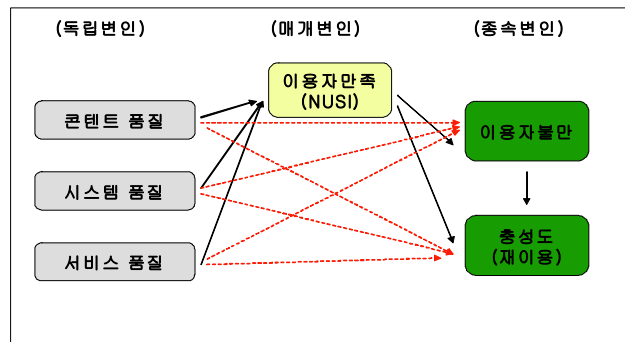 (독립변인)
(매개변인)
(종속변인)
이용자만족
(NUSI)
콘텐트 품질
이용자불만
시스템 품질
서비스 품질
충성도
(재이용)